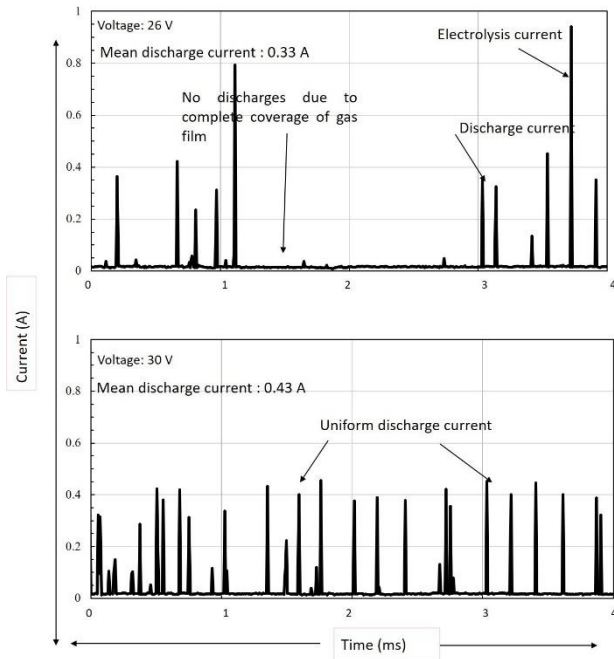 Voltage: 26 V
Mean discharge current : 0.33 A
Electrolysis current
No discharges due to
complete coverage of gas
film
Discharge current
1
0.8
0.6
0.4
0.2
0
0
1
2
3
4
Current (A)
Voltage: 30 V
Mean discharge current : 0.43 A
Uniform discharge current
1
0.8
0.6
0.4
0.2
0
0
1
2
3
4
Time (ms)